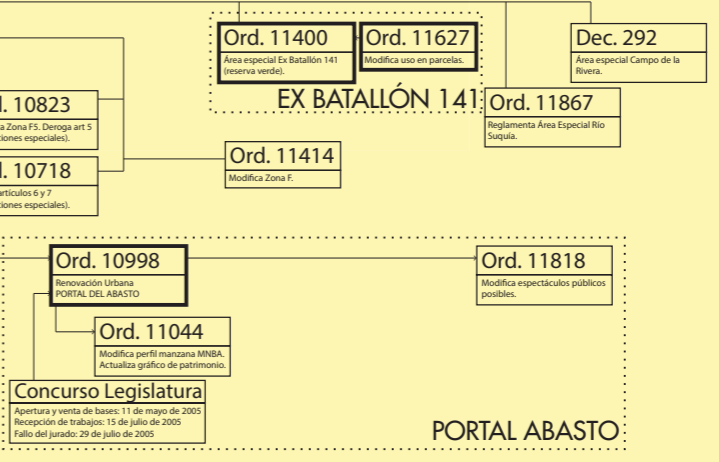 Ord. 11400
Área especial Ex Batallón 141
(reserva verde).
Ord. 11627
Modifica uso en parcelas.
EX BATALLÓN 141
Dec. 292
Área especial Campo de la
Rivera.
Ord. 11867
Reglamenta Área Especial Río
Suquía.
10823
a Zona F5. Deroga art 5
iones especiales).
10718
artículos 6 y 7
iones especiales).
Ord. 11414
Modifica Zona F.
Ord. 10998
Renovación Urbana
PORTAL DEL ABASTO
Ord. 11818
Modifica espectáculos públicos
posibles.
Ord. 11044
Modifica perfil manzana MNBA.
Actualiza gráfico de patrimonio.
Concurso Legislatura
Apertura y venta de bases: 11 de mayo de 2005
Recepción de trabajos: 15 de julio de 2005
Fallo del jurado: 29 de julio de 2005
PORTAL ABASTO